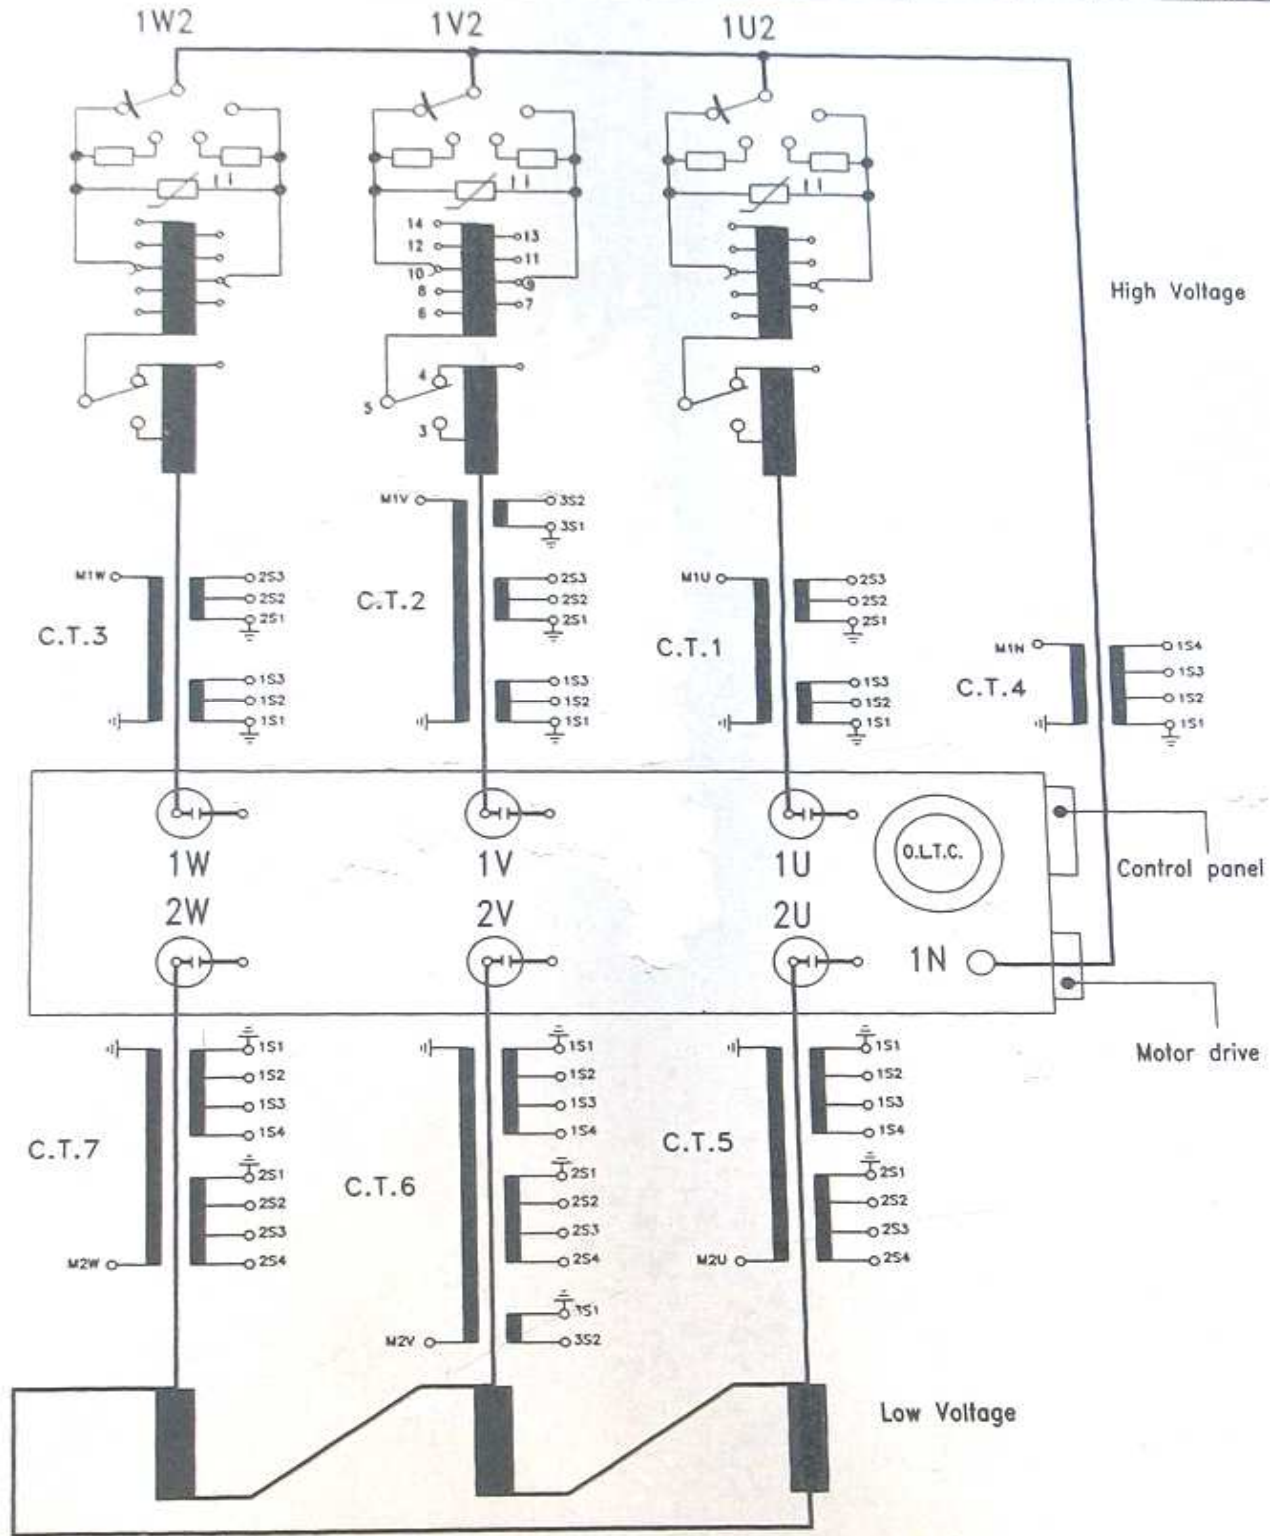 1W2 1V2 1U2
14 13
12 11
10 9
8 7
6
High Voltage
4
5
3
M1V 3S2
3S1
M1W 2S3 2S3 M1U 2S3
2S2 C.T.2 2S2 2S2
2S1 2S1 2S1
C.T.3 C.T.1 M1N 1S4
1S3 1S3 1S3 1S3
1S2 1S2 1S2 C.T.4 1S2
1S1 1S1 1S1 1S1
1W 1V 1U O.L.T.C. Control panel
2W 2V 2U
1N
Motor drive
1S1 1S1 1S1
1S2 1S2 1S2
1S3 1S3 1S3
1S4 1S4 1S4
C.T.7 C.T.6 C.T.5
2S1 2S1 2S1
2S2 2S2 2S2
2S3 2S3 2S3
M2W 2S4 2S4 M2U 2S4
3S1
M2V 3S2
Low Voltage